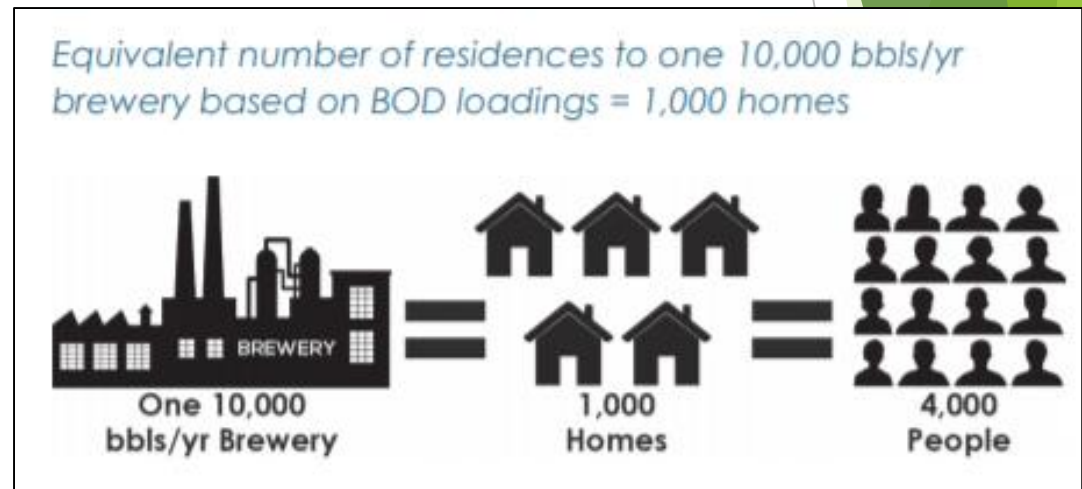 Equivalent number of residences to one 10,000 bbls/yr
brewery based on BOD loadings = 1,000 homes
BREWERY
One 10,000
bbls/yr Brewery
1,000
Homes
4,000
People